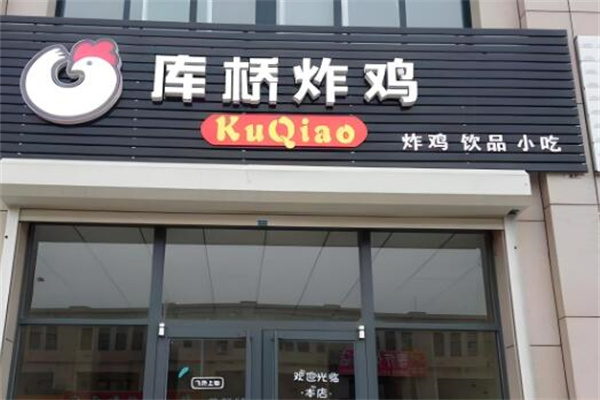 库桥炸鸡
KuQiao
炸鸡 饮品 小吃
欢迎光临
本店